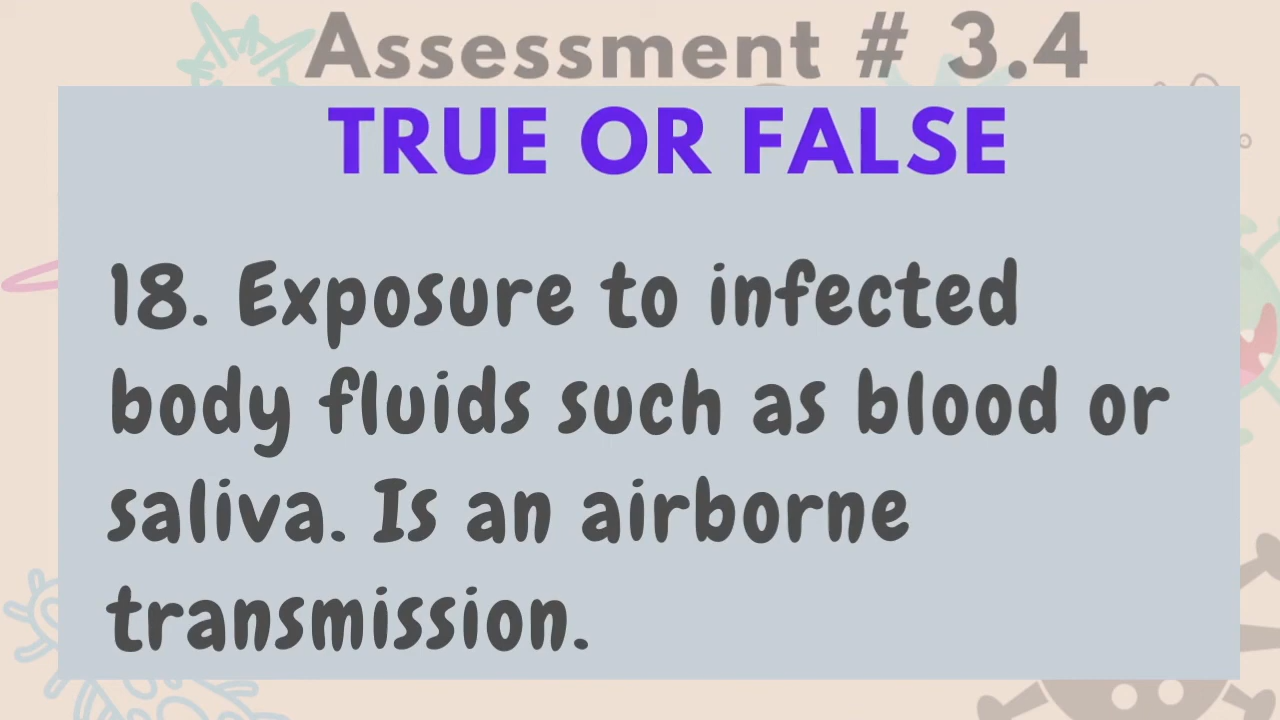 Assessment # 3.4
TRUE OR FALSE
18. Exposure to infected
body fluids such as blood or
saliva. Is an airborne
transmission.